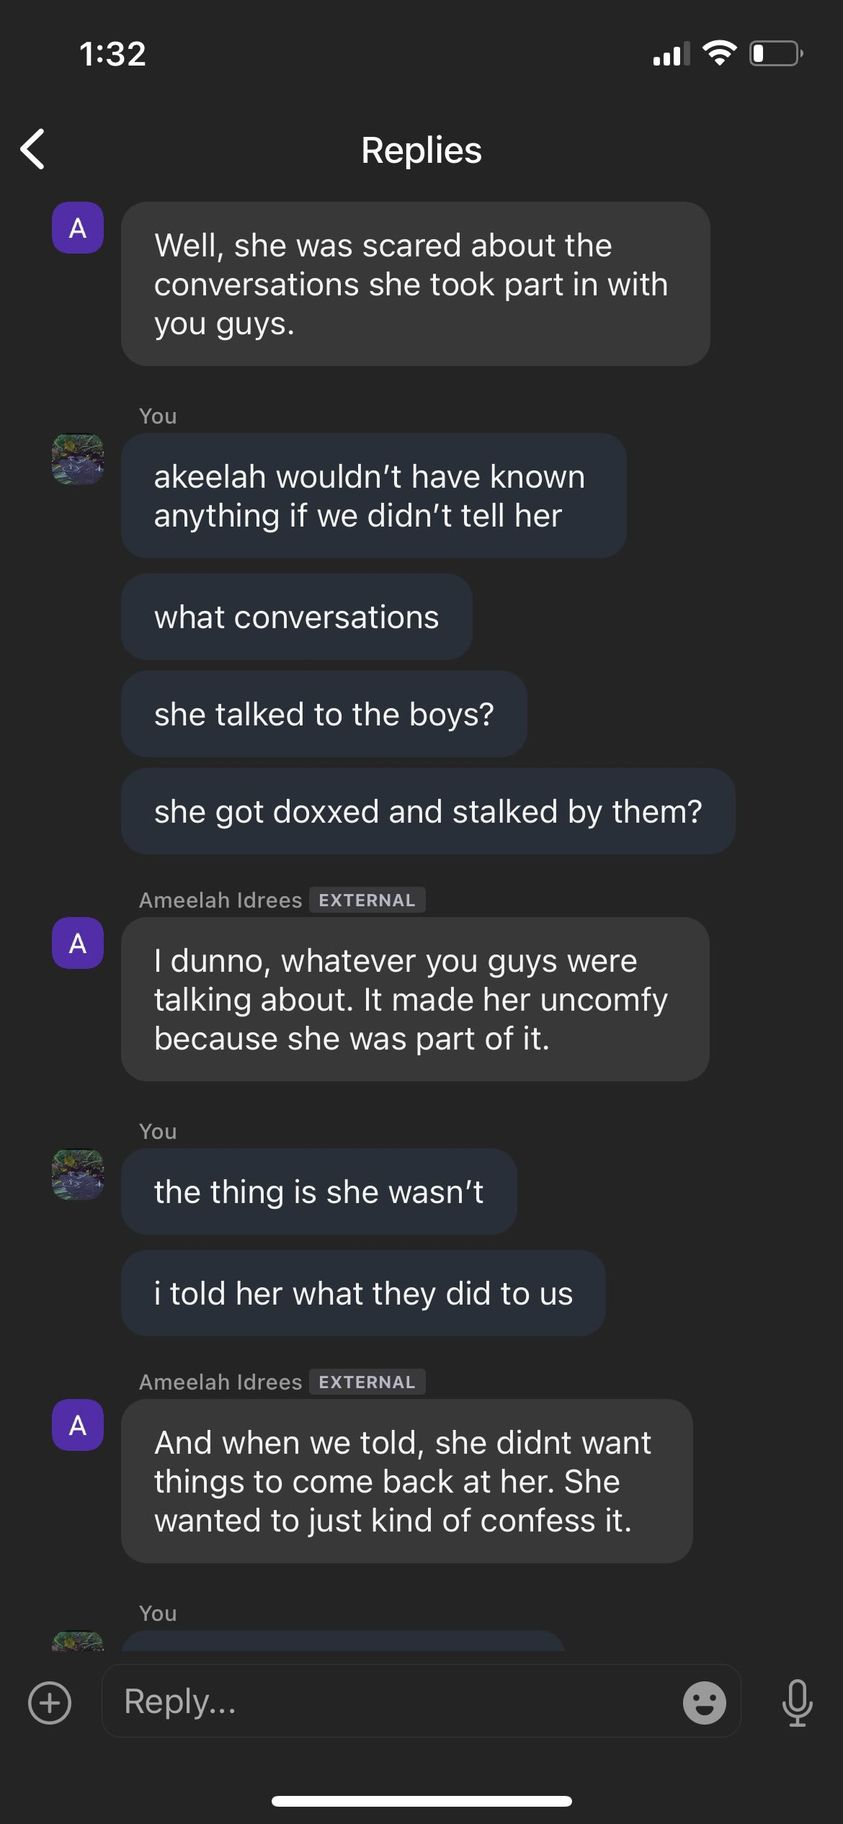 1:32
Replies
A
Well, she was scared about the
conversations she took part in with
you guys.
You
akeelah wouldn’t have known
anything if we didn’t tell her
what conversations
she talked to the boys?
she got doxxed and stalked by them?
Ameelah Idrees EXTERNAL
A
I dunno, whatever you guys were
talking about. It made her uncomfy
because she was part of it.
You
the thing is she wasn’t
i told her what they did to us
Ameelah Idrees EXTERNAL
A
And when we told, she didnt want
things to come back at her. She
wanted to just kind of confess it.
You
Reply...